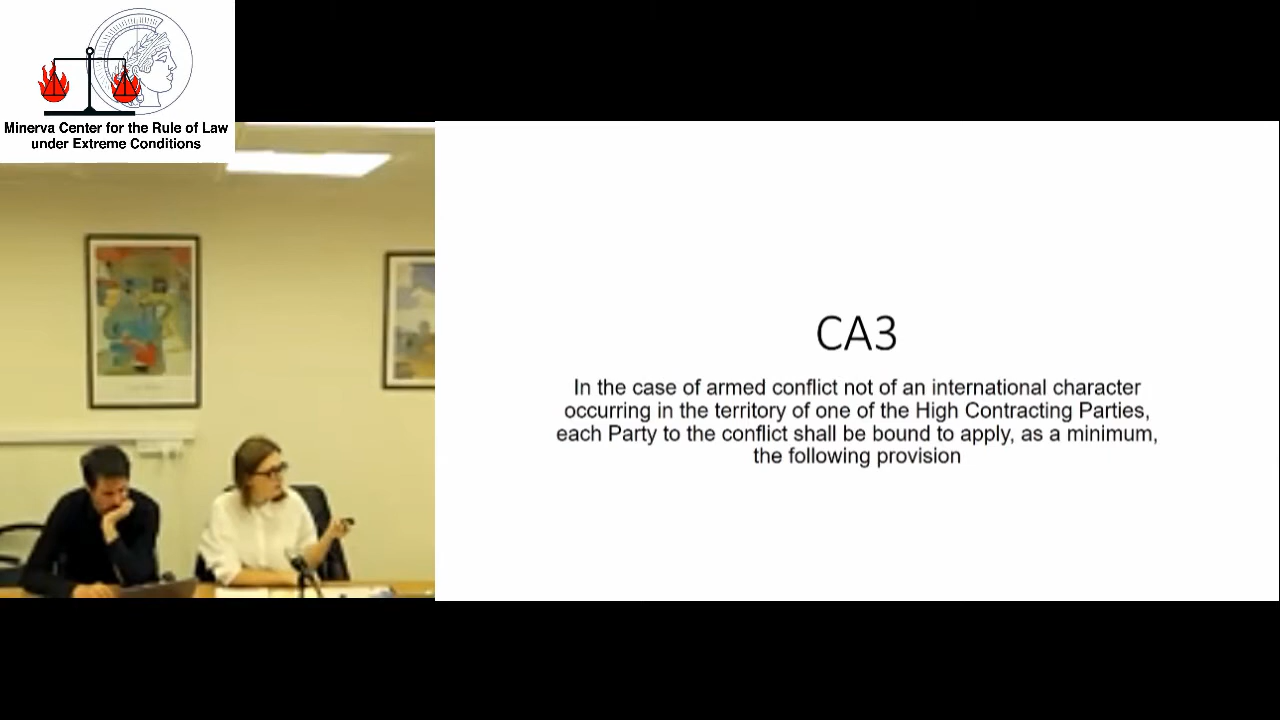 Minerva Center for the Rule of Law
under Extreme Conditions
CA3
In the case of armed conflict not of an international character
occurring in the territory of one of the High Contracting Parties,
each Party to the conflict shall be bound to apply, as a minimum,
the following provision